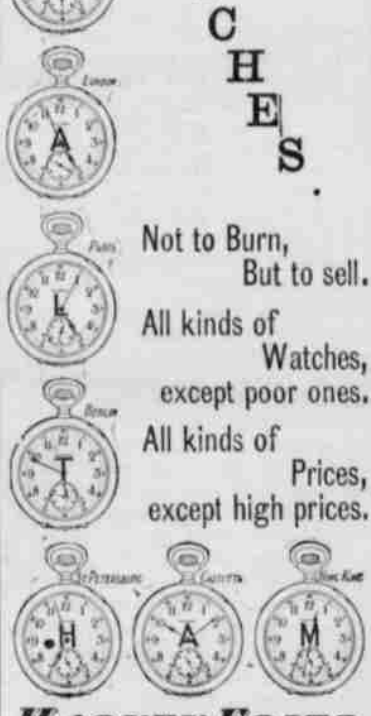 C
H
E
S
.
London
A
Paris
L
Not to Burn,
But to sell.
All kinds of
Watches,
except poor ones.
Berlin
T
All kinds of
Prices,
except high prices.
Petersburg
Calcutta
Hong Kong
H
A
M